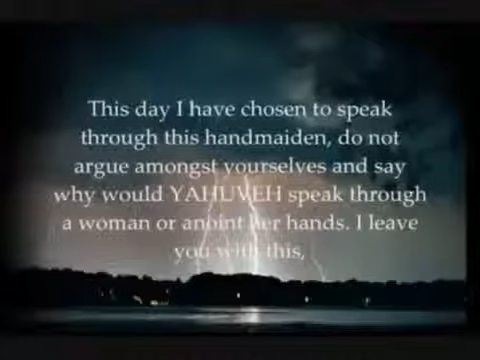 This day I have chosen to speak
through this handmaiden, do not
argue amongst yourselves and say
why would YAHUVEH speak through
a woman or anoint her hands. I leave
you with this,